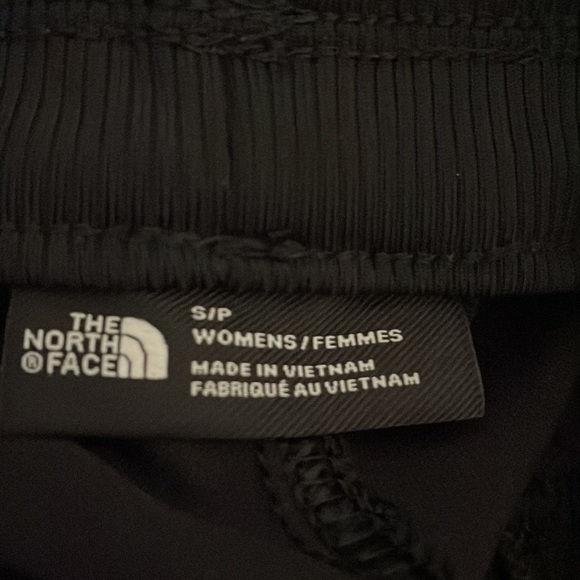 THE
NORTH
®FACE
S/P
WOMENS/FEMMES
MADE IN VIETNAM
FABRIQUÉ AU VIETNAM